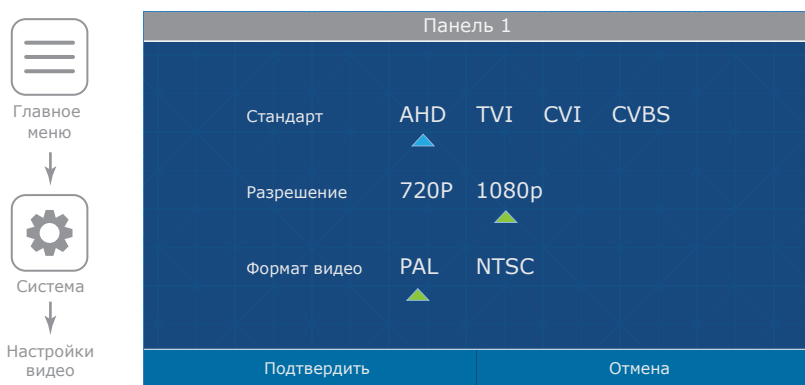 Главное
меню
Система
Настройки
видео
Панель 1
Стандарт AHD TVI CVI CVBS
Разрешение 720P 1080p
Формат видео PAL NTSC
Подтвердить Отмена